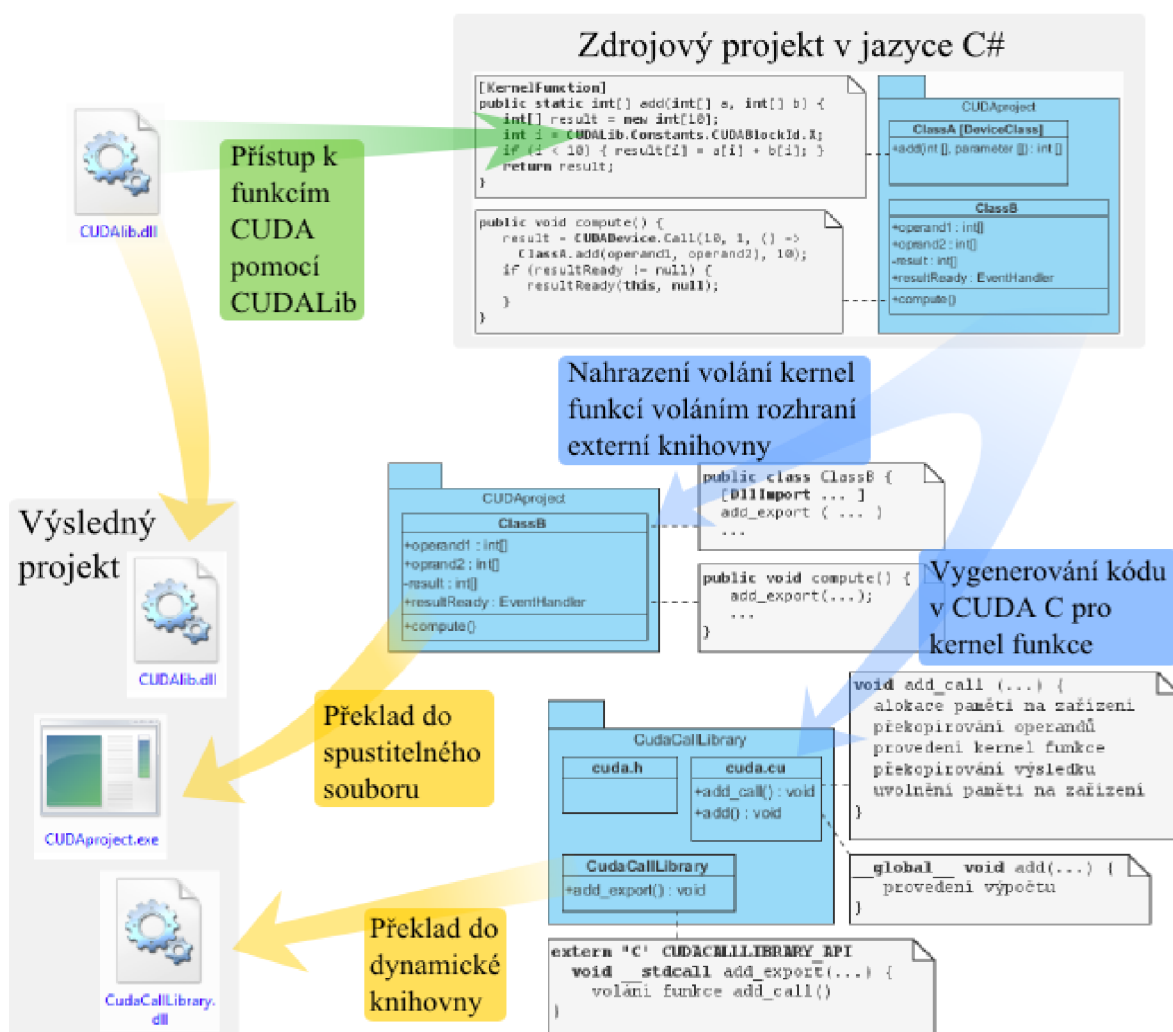 Zdrojový projekt v jazyce C#
[KernelFunction]
public static int[] add(int[] a, int[] b) {
int[] result = new int[10];
int i = CUDALib.Constants.CUDABlockId.X;
if (i < 10) { result[i] = a[i] + b[i]; }
return result;
}
CUDAproject
ClassA [DeviceClass]
+add(int [], parameter []) : int []
public void compute() {
result = CUDADevice.Call(10, 1, () =>
ClassA.add(operand1, operand2), 10);
if (resultReady != null) {
resultReady(this, null);
}
}
ClassB
+operand1 : int[]
+oprand2 : int[]
-result : int[]
+resultReady : EventHandler
+compute()
CUDAlib.dll
Přístup k
funkcím
CUDA
pomocí
CUDALib
Nahrazení volání kernel
funkcí voláním rozhraní
externí knihovny
CUDAproject
ClassB
+operand1 : int[]
+oprand2 : int[]
-result : int[]
+resultReady : EventHandler
+compute()
public class ClassB {
[DllImport ... ]
add_export ( ... )
...
public void compute() {
add_export(...);
...
}
Vygenerování kódu
v CUDA C pro
kernel funkce
Výsledný
projekt
CUDAlib.dll
CUDAproject.exe
CudaCallLibrary.
dll
Překlad do
spustitelného
souboru
CudaCallLibrary
cuda.h
cuda.cu
+add_call() : void
+add() : void
CudaCallLibrary
+add_export() : void
void add_call (...) {
alokace paměti na zařízení
překopírování operandů
provedení kernel funkce
překopírování výsledku
uvolnění paměti na zařízení
}
__global__ void add(...) {
provedení výpočtu
}
Překlad do
dynamické
knihovny
extern "C" CUDACALLLIBRARY_API
void __stdcall add_export(...) {
volání funkce add_call()
}